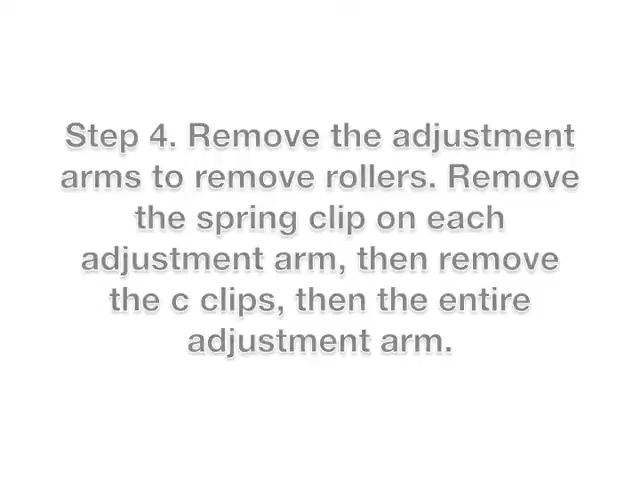 Step 4. Remove the adjustment
arms to remove rollers. Remove
the spring clip on each
adjustment arm, then remove
the c clips, then the entire
adjustment arm.